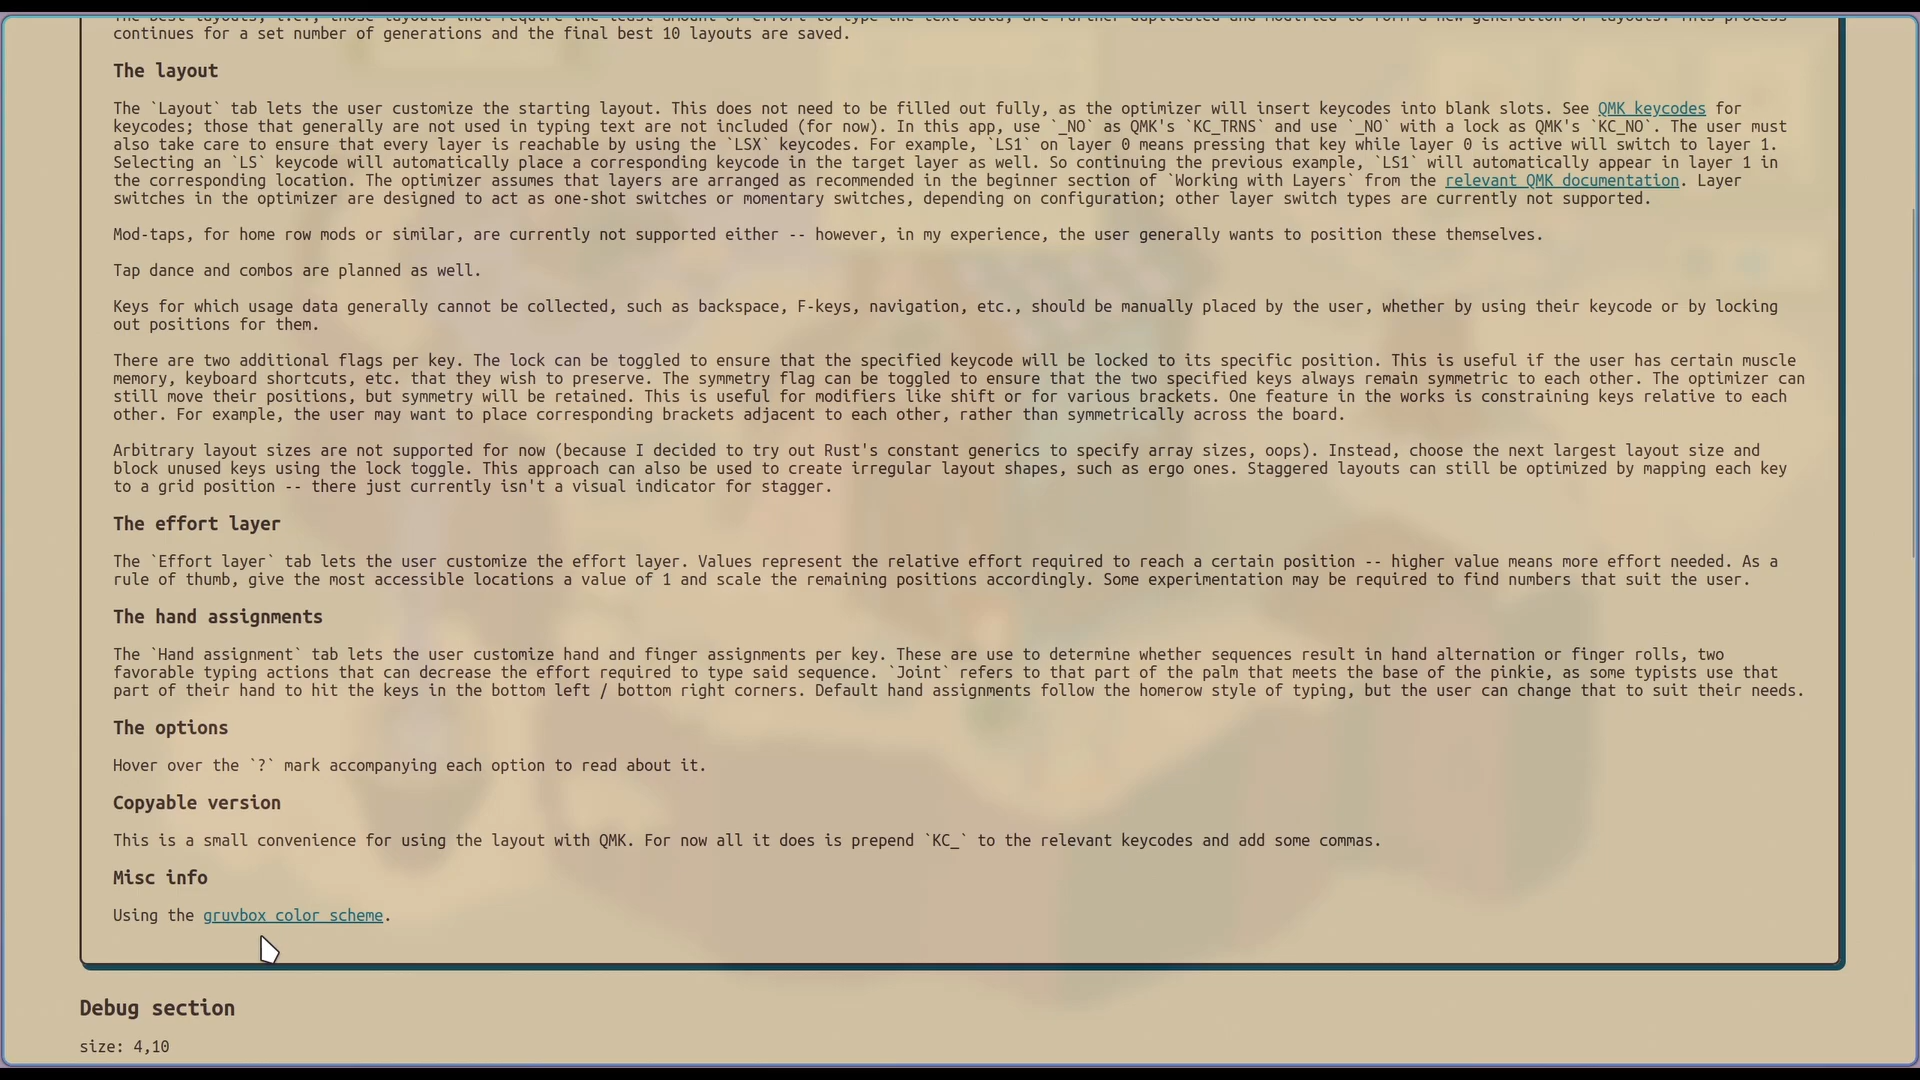 The best layouts, i.e., those layouts that require the least amount of effort to type the text data, are further duplicated and modified to form a new generation of layouts. This process
continues for a set number of generations and the final best 10 layouts are saved.
The layout
The `Layout` tab lets the user customize the starting layout. This does not need to be filled out fully, as the optimizer will insert keycodes into blank slots. See QMK keycodes for
keycodes; those that generally are not used in typing text are not included (for now). In this app, use `_NO` as QMK's `KC_TRNS` and use `_NO` with a lock as QMK's `KC_NO`. The user must
also take care to ensure that every layer is reachable by using the `LSX` keycodes. For example, `LS1` on layer 0 means pressing that key while layer 0 is active will switch to layer 1.
Selecting an `LS` keycode will automatically place a corresponding keycode in the target layer as well. So continuing the previous example, `LS1` will automatically appear in layer 1 in
the corresponding location. The optimizer assumes that layers are arranged as recommended in the beginner section of `Working with Layers` from the relevant QMK documentation. Layer
switches in the optimizer are designed to act as one-shot switches or momentary switches, depending on configuration; other layer switch types are currently not supported.
Mod-taps, for home row mods or similar, are currently not supported either -- however, in my experience, the user generally wants to position these themselves.
Tap dance and combos are planned as well.
Keys for which usage data generally cannot be collected, such as backspace, F-keys, navigation, etc., should be manually placed by the user, whether by using their keycode or by locking
out positions for them.
There are two additional flags per key. The lock can be toggled to ensure that the specified keycode will be locked to its specific position. This is useful if the user has certain muscle
memory, keyboard shortcuts, etc. that they wish to preserve. The symmetry flag can be toggled to ensure that the two specified keys always remain symmetric to each other. The optimizer can
still move their positions, but symmetry will be retained. This is useful for modifiers like shift or for various brackets. One feature in the works is constraining keys relative to each
other. For example, the user may want to place corresponding brackets adjacent to each other, rather than symmetrically across the board.
Arbitrary layout sizes are not supported for now (because I decided to try out Rust's constant generics to specify array sizes, oops). Instead, choose the next largest layout size and
block unused keys using the lock toggle. This approach can also be used to create irregular layout shapes, such as ergo ones. Staggered layouts can still be optimized by mapping each key
to a grid position -- there just currently isn't a visual indicator for stagger.
The effort layer
The `Effort layer` tab lets the user customize the effort layer. Values represent the relative effort required to reach a certain position -- higher value means more effort needed. As a
rule of thumb, give the most accessible locations a value of 1 and scale the remaining positions accordingly. Some experimentation may be required to find numbers that suit the user.
The hand assignments
The `Hand assignment` tab lets the user customize hand and finger assignments per key. These are use to determine whether sequences result in hand alternation or finger rolls, two
favorable typing actions that can decrease the effort required to type said sequence. `Joint` refers to that part of the palm that meets the base of the pinkie, as some typists use that
part of their hand to hit the keys in the bottom left / bottom right corners. Default hand assignments follow the homerow style of typing, but the user can change that to suit their needs.
The options
Hover over the `?` mark accompanying each option to read about it.
Copyable version
This is a small convenience for using the layout with QMK. For now all it does is prepend `KC_` to the relevant keycodes and add some commas.
Misc info
Using the gruvbox color scheme.
Debug section
size: 4,10